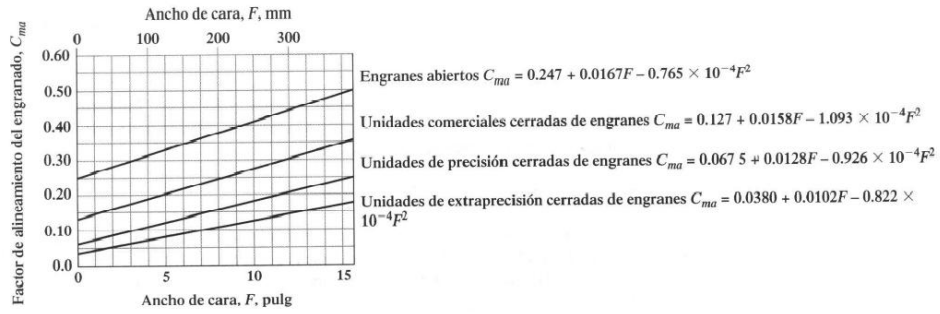 Ancho de cara, F, mm
0 100 200 300
Factor de alineamiento del engranado, Cma
0.60
0.50
0.40
0.30
0.20
0.10
0.0
0 5 10 15
Ancho de cara, F, pulg
Engranes abiertos Cma = 0.247 + 0.0167F – 0.765 × 10⁻⁴F²
Unidades comerciales cerradas de engranes Cma = 0.127 + 0.0158F – 1.093 × 10⁻⁴F²
Unidades de precisión cerradas de engranes Cma = 0.067 5 + 0.0128F – 0.926 × 10⁻⁴F²
Unidades de extraprecisión cerradas de engranes Cma = 0.0380 + 0.0102F – 0.822 ×
10⁻⁴F²